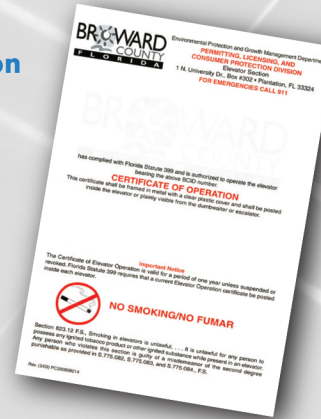 on
BROWARD
COUNTY
FLORIDA
Environmental Protection and Growth Management Department
PERMITTING, LICENSING, AND
CONSUMER PROTECTION DIVISION
Elevator Section
1 N. University Dr., Box #302 • Plantation, FL 33324
FOR EMERGENCIES CALL 911
BROWARD
COUNTY
FLORIDA
has complied with Florida Statute 399 and is authorized to operate the elevator
bearing the above SCID number.
CERTIFICATE OF OPERATION
This certificate shall be framed in metal with a clear plastic cover and shall be posted
inside the elevator or plainly visible from the dumbwaiter or escalator.
Important Notice
The Certificate of Elevator Operation is valid for a period of one year unless suspended or
revoked. Florida Statute 399 requires that a current Elevator Operation certificate be posted
inside each elevator.
NO SMOKING/NO FUMAR
Section 823.12 F.S., Smoking in elevators is unlawful, . . . It is unlawful for any person to
possess any ignited tobacco product or other ignited substance while present in an elevator.
Any person who violates this section is guilty of a misdemeanor of the second degree
punishable as provided in S.775.082, S.775.083, and S.775.084., F.S.